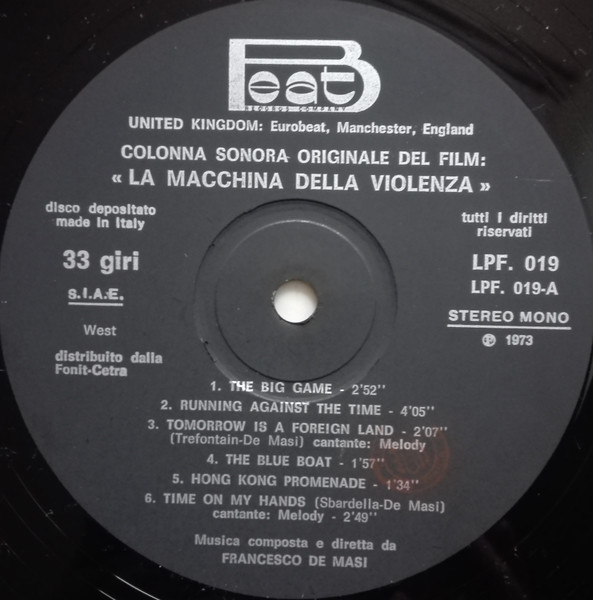 Beat
RECORDS COMPANY
UNITED KINGDOM: Eurobeat, Manchester, England
COLONNA SONORA ORIGINALE DEL FILM:
« LA MACCHINA DELLA VIOLENZA »
disco depositato
made in Italy
tutti i diritti
riservati
33 giri
LPF. 019
LPF. 019-A
S.I.A.E.
STEREO MONO
West
℗ 1973
distribuito dalla
Fonit-Cetra
1. THE BIG GAME - 2'52''
2. RUNNING AGAINST THE TIME - 4'05''
3. TOMORROW IS A FOREIGN LAND - 2'07''
(Trefontain-De Masi) cantante: Melody
4. THE BLUE BOAT - 1'57''
5. HONG KONG PROMENADE - 1'34''
6. TIME ON MY HANDS (Sbardella-De Masi)
cantante: Melody - 2'49''
Musica composta e diretta da
FRANCESCO DE MASI